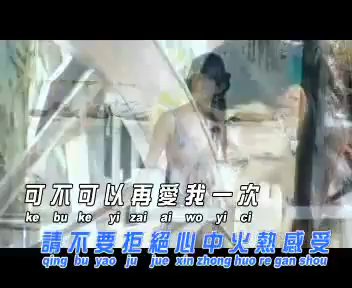 可不可以再愛我一次
ke bu ke yi zai ai wo yi ci
請不要拒絕心中火熱感受
qing bu yao ju jue xin zhong huo re gan shou